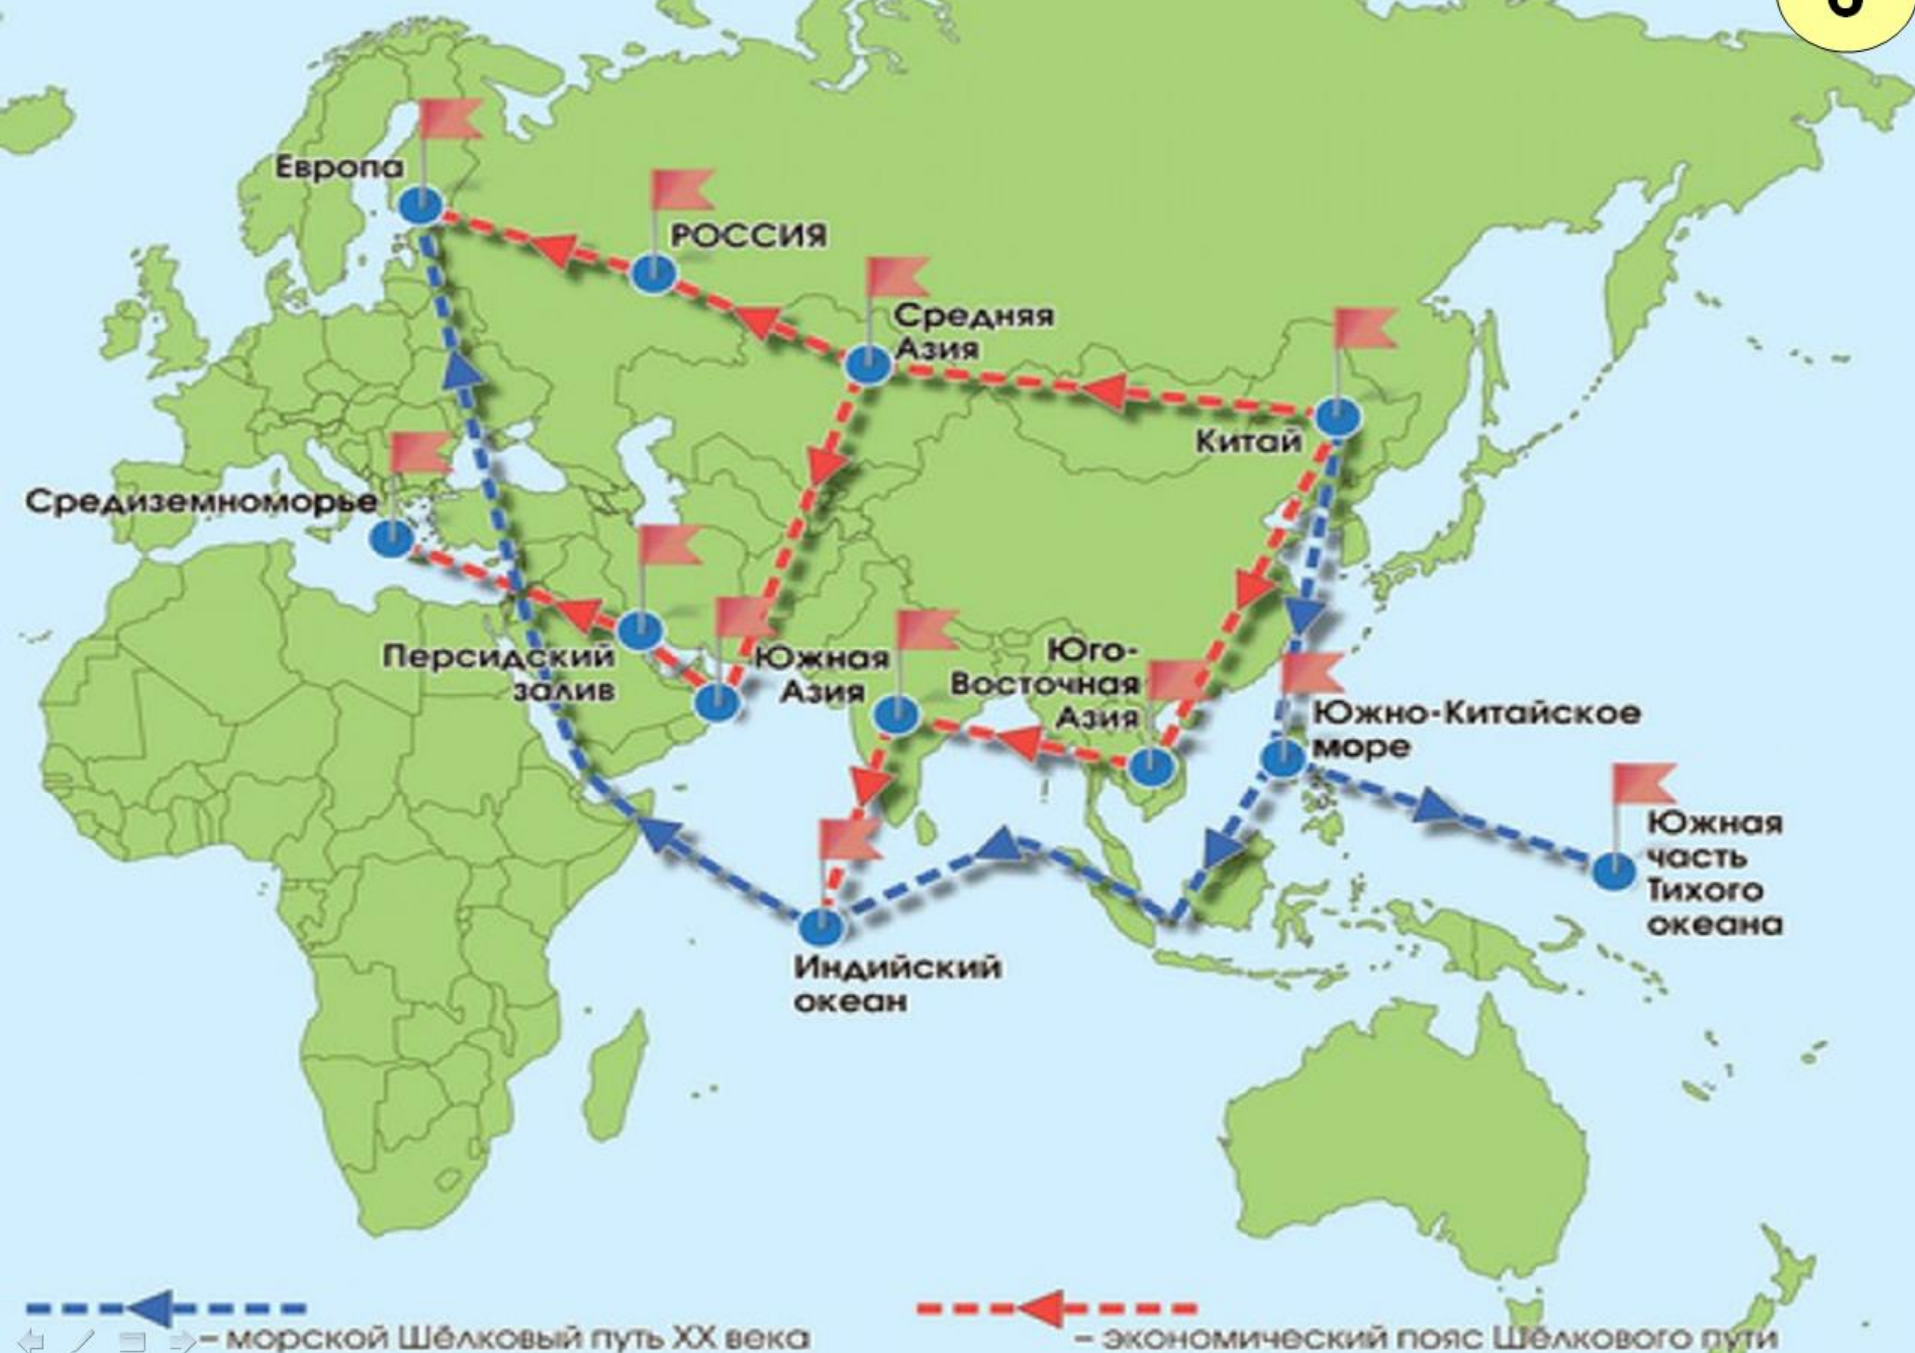 Европа
РОССИЯ
Средняя
Азия
Китай
Средиземноморье
Персидский
залив
Южная
Азия
Юго-
Восточная
Азия
Южно-Китайское
море
Южная
часть
Тихого
океана
Индийский
океан
– морской Шёлковый путь XX века
– экономический пояс Шёлкового пути